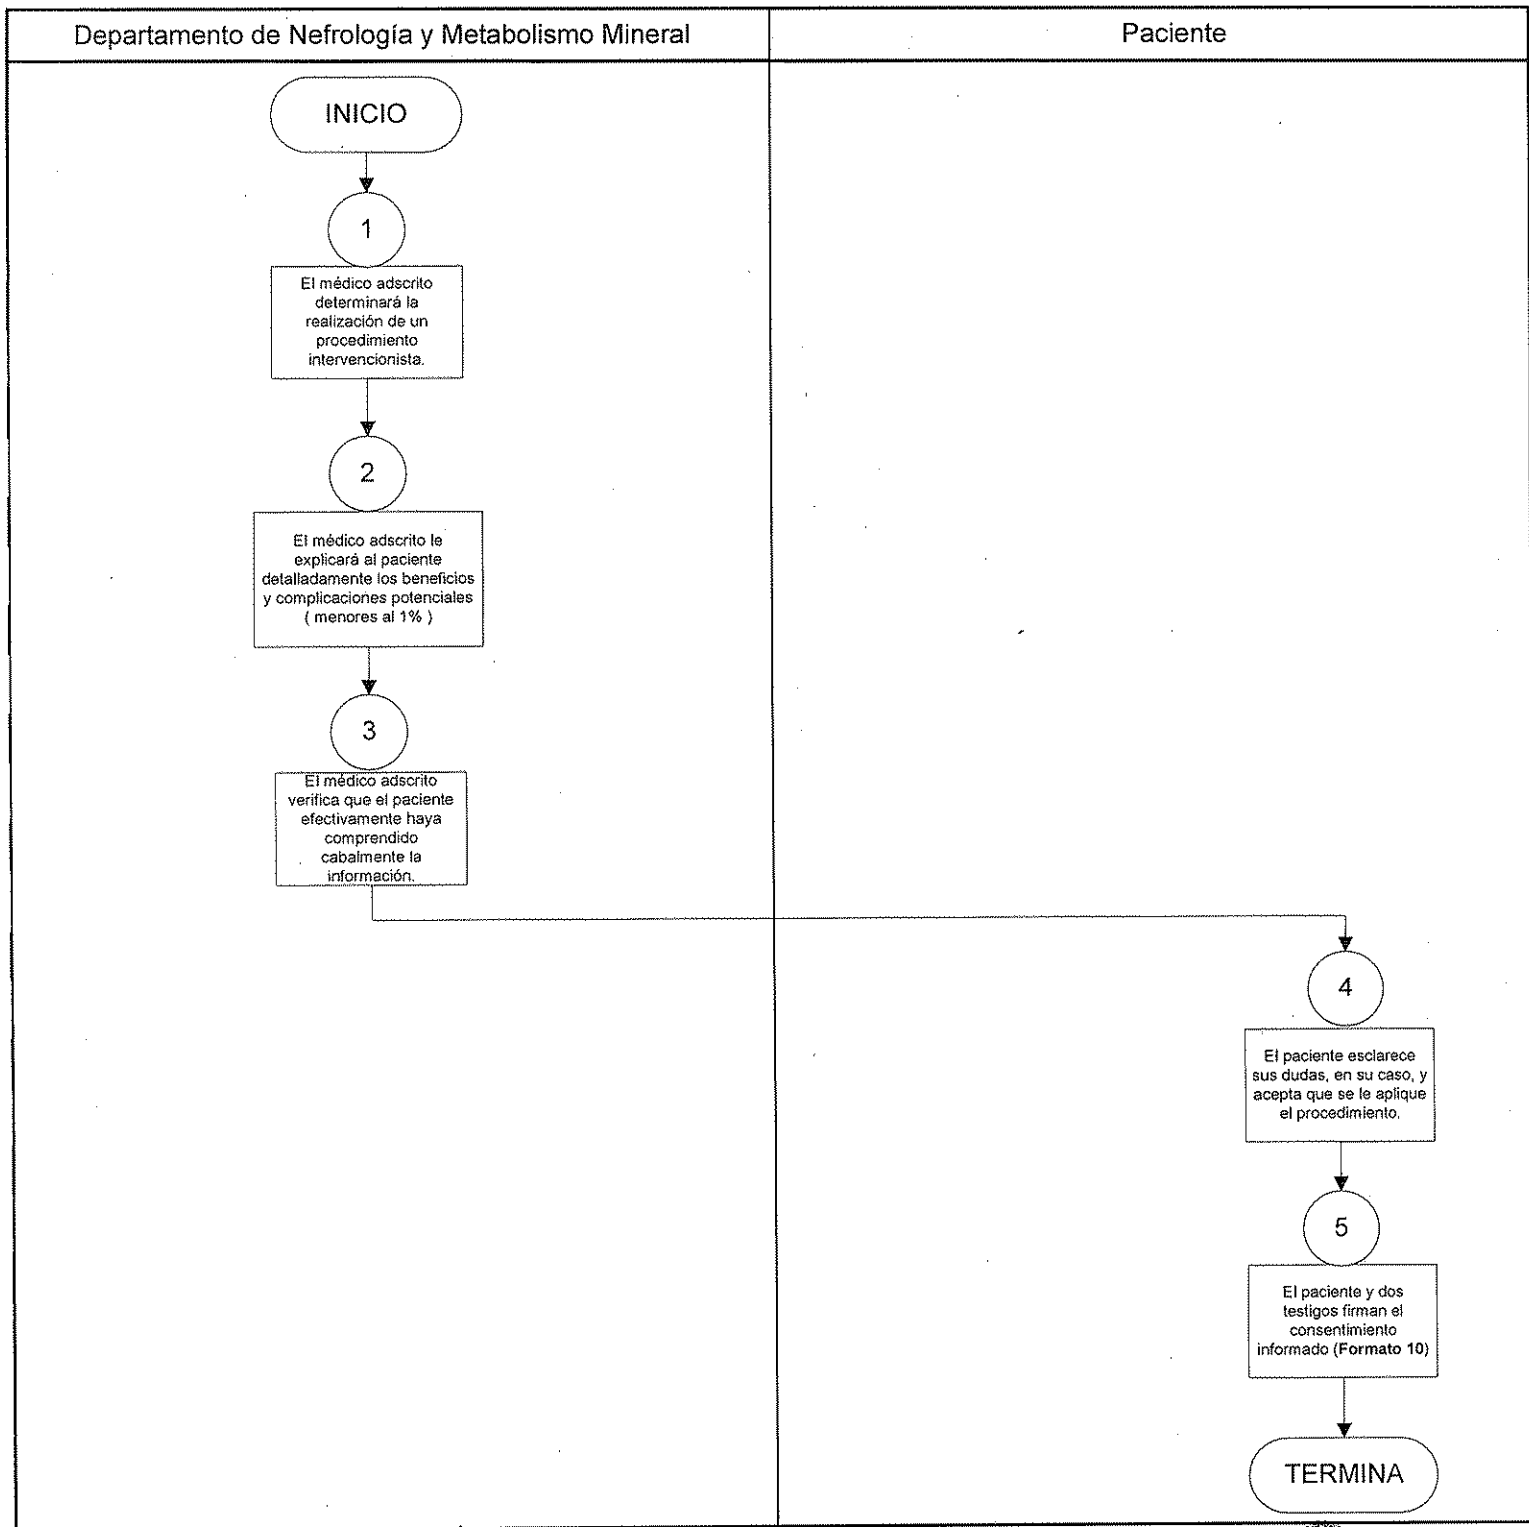 Departamento de Nefrología y Metabolismo Mineral
Paciente
INICIO
1
El médico adscrito
determinará la
realización de un
procedimiento
intervencionista.
2
El médico adscrito le
explicará al paciente
detalladamente los beneficios
y complicaciones potenciales
( menores al 1% )
3
El médico adscrito
verifica que el paciente
efectivamente haya
comprendido
cabalmente la
información.
4
El paciente esclarece
sus dudas, en su caso, y
acepta que se le aplique
el procedimiento.
5
El paciente y dos
testigos firman el
consentimiento
informado (Formato 10)
TERMINA